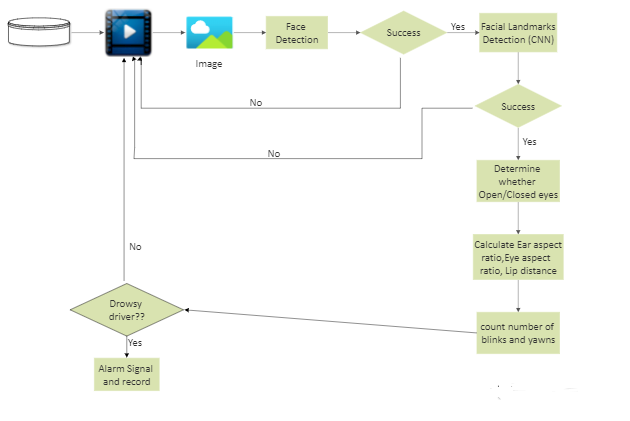 Face
Detection
Success
Yes
Facial Landmarks
Detection (CNN)
Image
No
Success
No
Yes
Determine
whether
Open/Closed eyes
No
Calculate Ear aspect
ratio,Eye aspect
ratio, Lip distance
Drowsy
driver??
count number of
blinks and yawns
Yes
Alarm Signal
and record